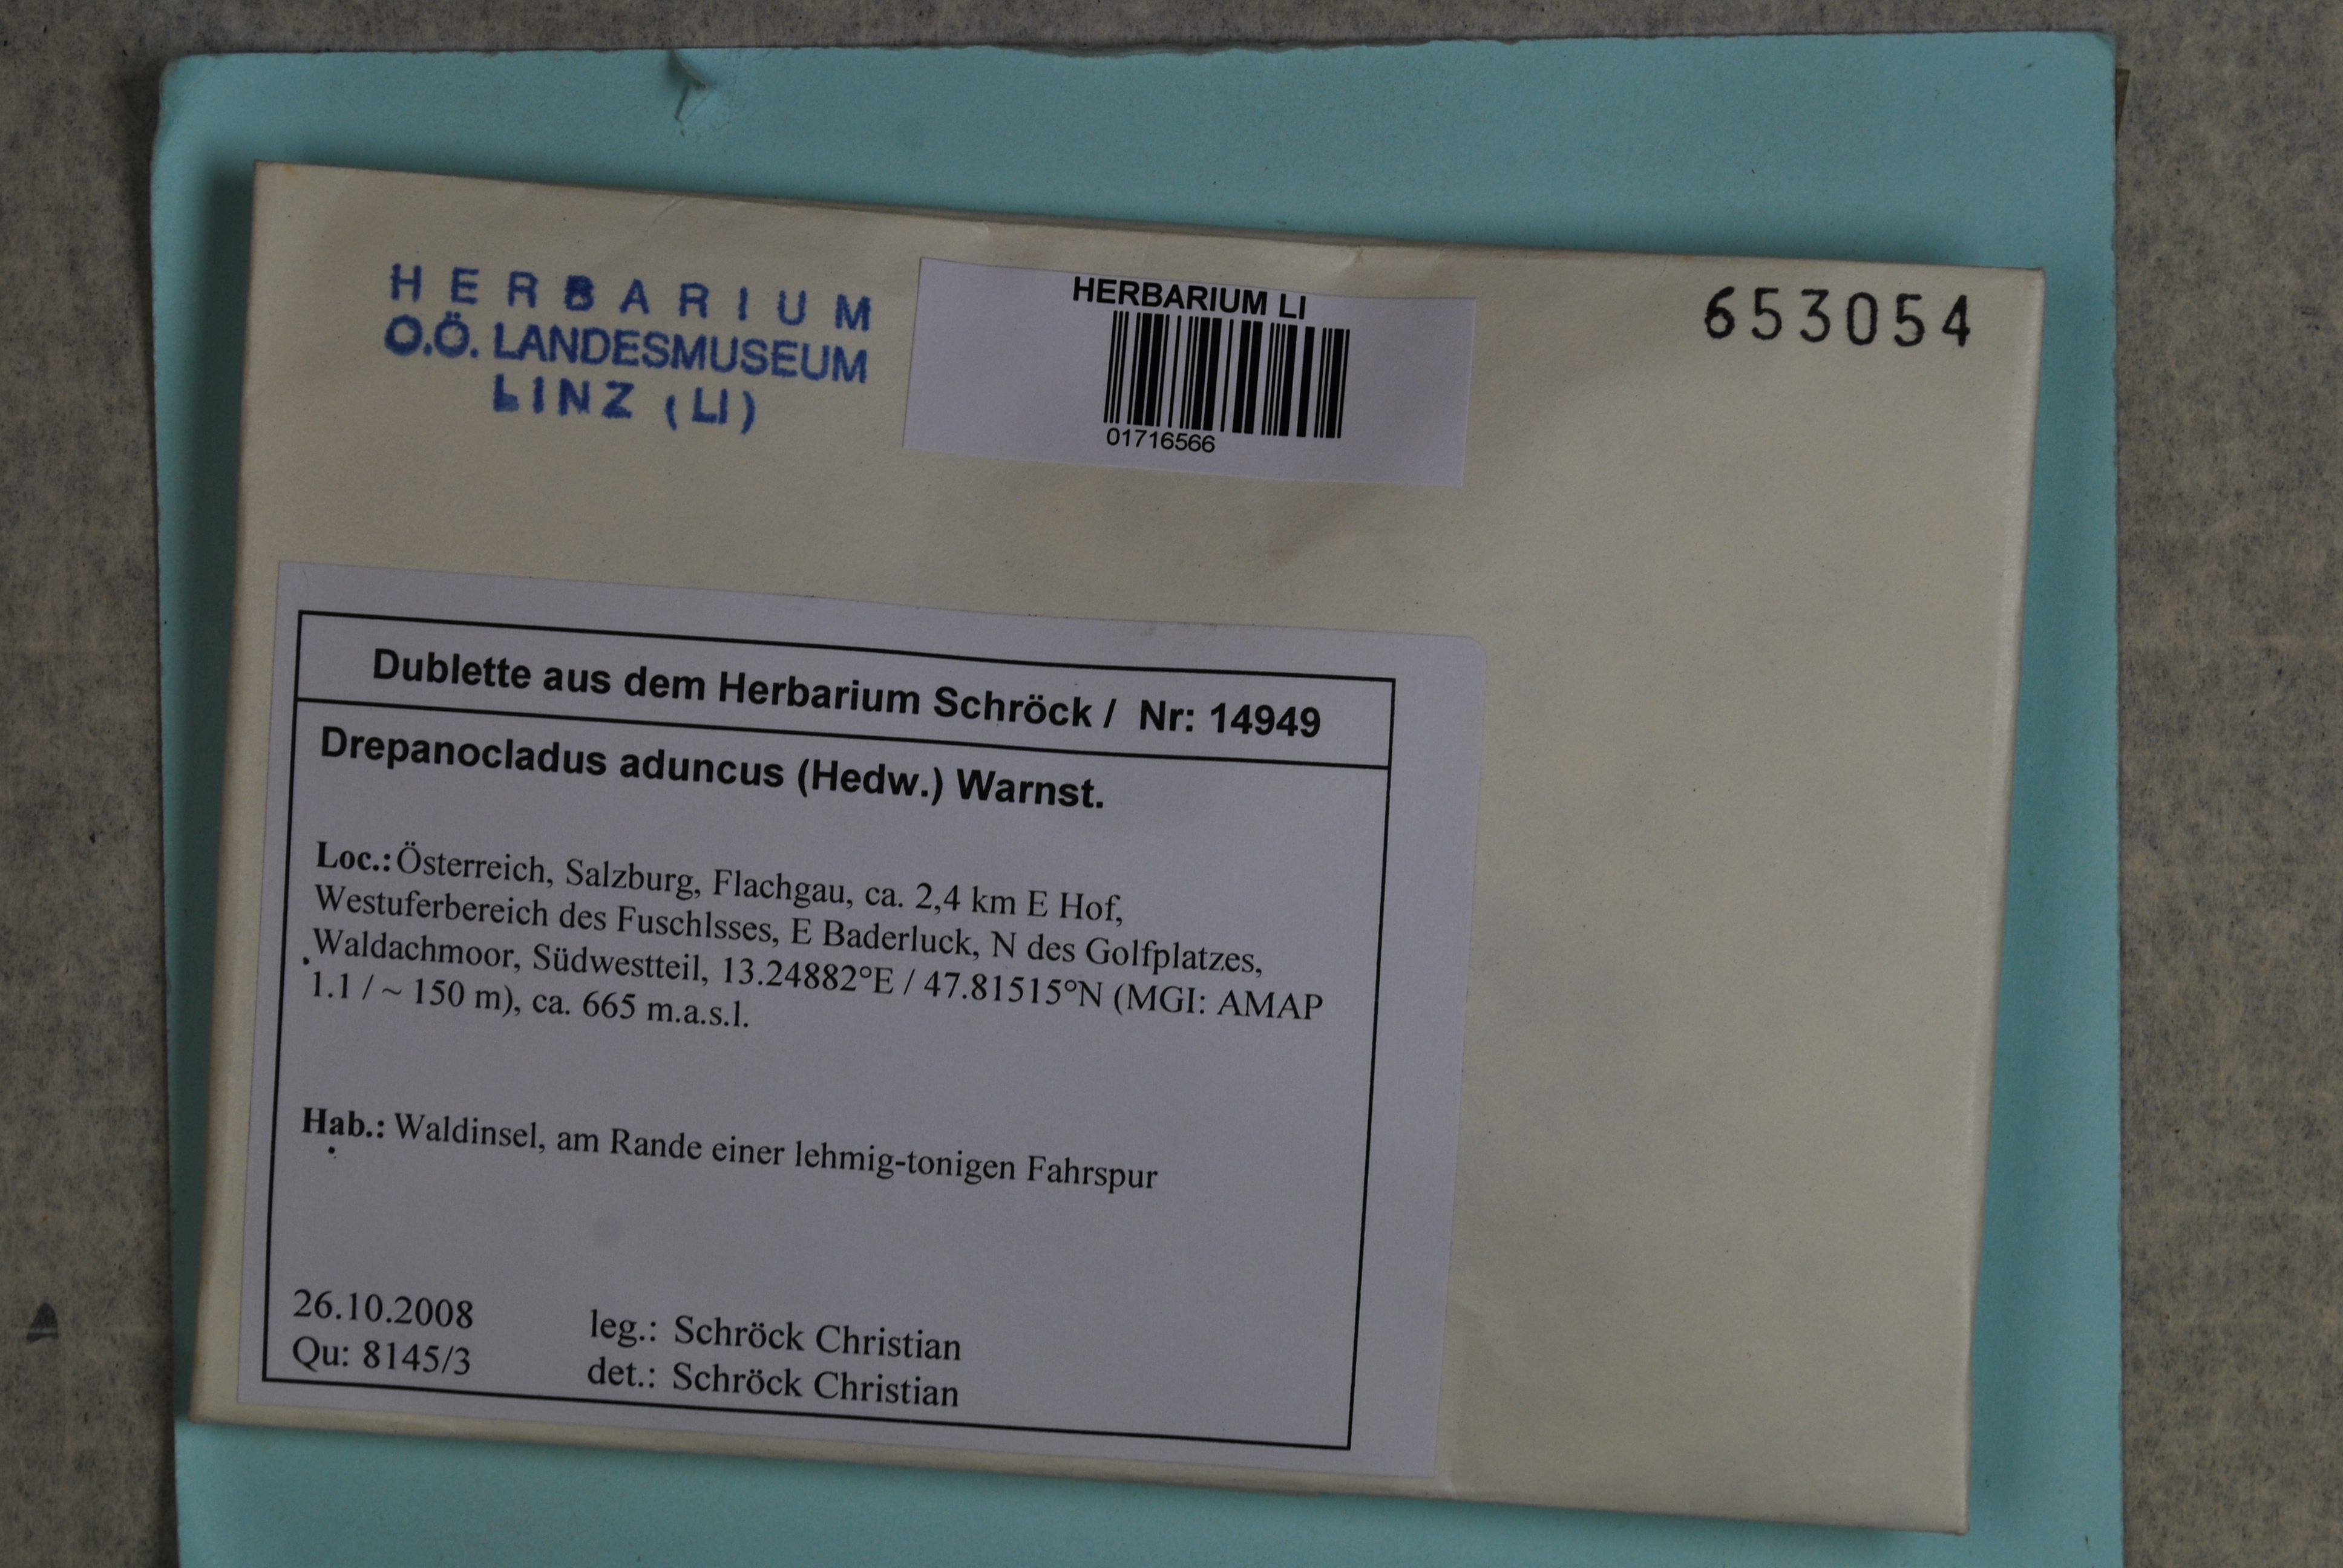 HERBARIUM
O.Ö. LANDESMUSEUM
LINZ (LI)
HERBARIUM LI
01716566
653054
Dublette aus dem Herbarium Schröck / Nr: 14949
Drepanocladus aduncus (Hedw.) Warnst.
Loc.: Österreich, Salzburg, Flachgau, ca. 2,4 km E Hof,
Westuferbereich des Fuschlsses, E Baderluck, N des Golfplatzes,
Waldachmoor, Südwestteil, 13.24882°E / 47.81515°N (MGI: AMAP
1.1 / ~ 150 m), ca. 665 m.a.s.l.
Hab.: Waldinsel, am Rande einer lehmig-tonigen Fahrspur
26.10.2008
leg.: Schröck Christian
Qu: 8145/3
det.: Schröck Christian